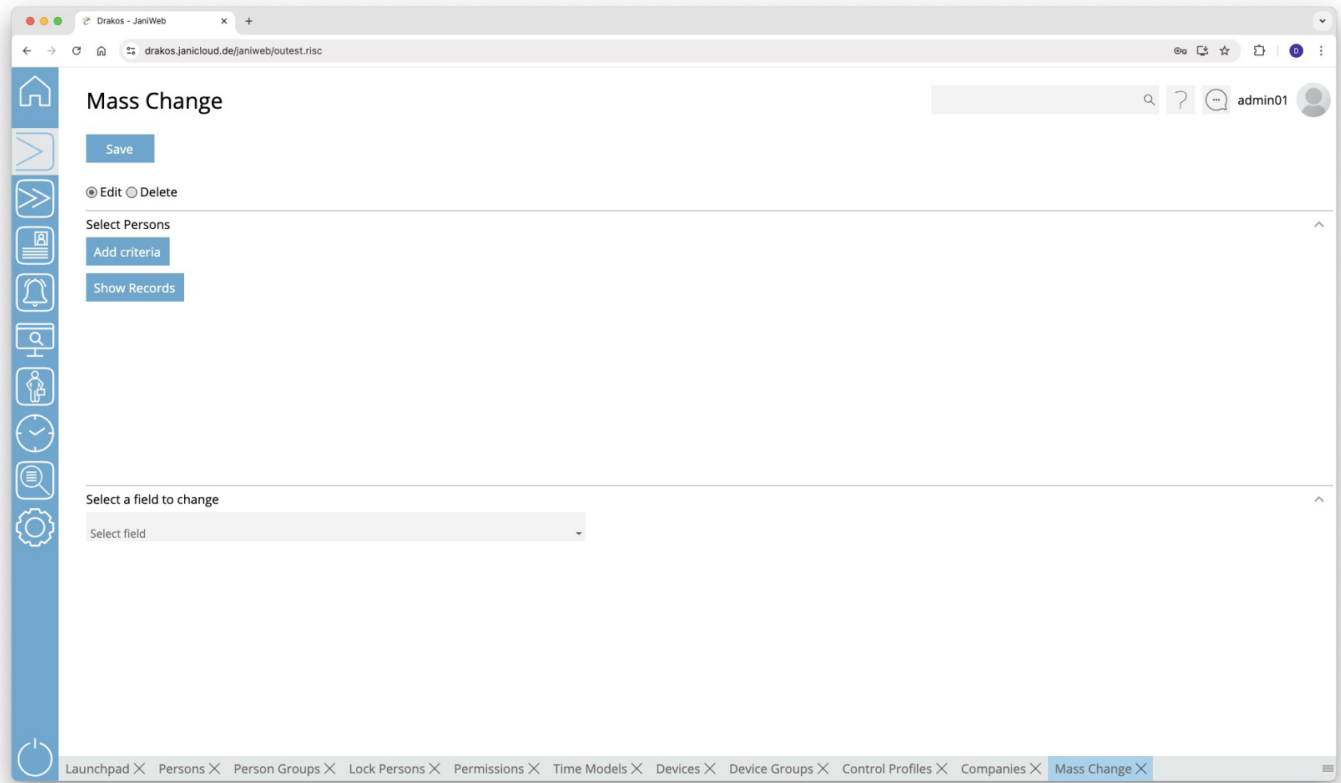 Drakos - JaniWeb
drakos.janicloud.de/janiweb/outest.risc
D
Mass Change
?
admin01
Save
Edit Delete
Select Persons
Add criteria
Show Records
Select a field to change
Select field
Launchpad Persons Person Groups Lock Persons Permissions Time Models Devices Device Groups Control Profiles Companies Mass Change